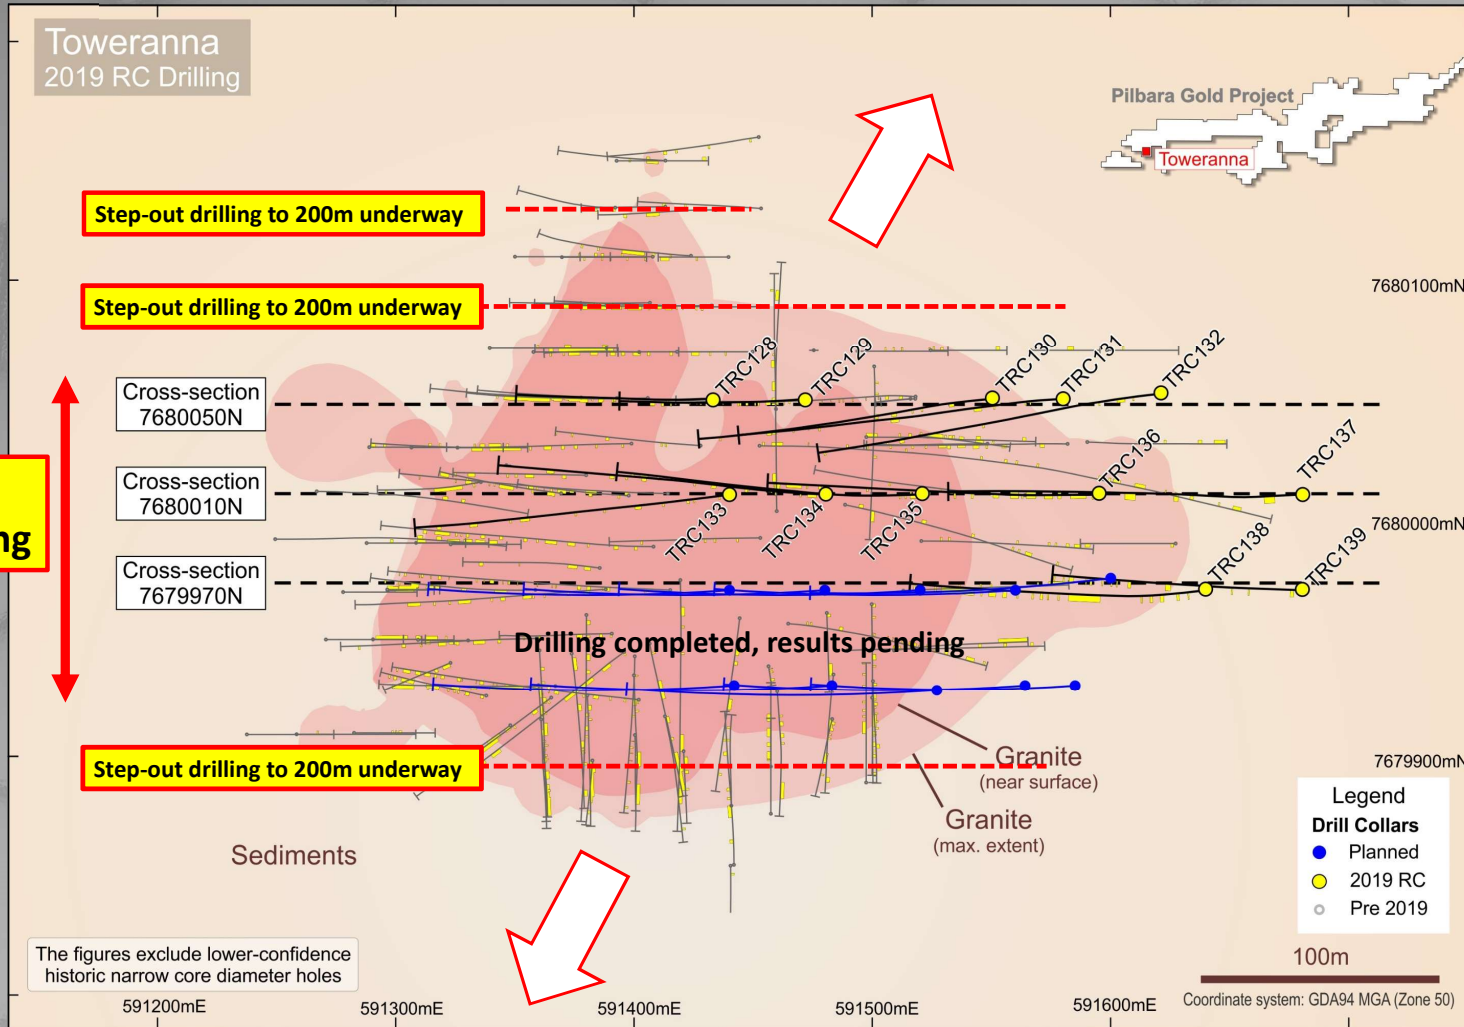 Toweranna
2019 RC Drilling
Pilbara Gold Project
Toweranna
Step-out drilling to 200m underway
Step-out drilling to 200m underway
7680100mN
TRC128
TRC129
TRC130
TRC131
TRC132
Cross-section
7680050N
TRC136
TRC137
Cross-section
7680010N
TRC133
TRC134
TRC135
7680000mN
TRC138
TRC139
Cross-section
7679970N
Drilling completed, results pending
Step-out drilling to 200m underway
7679900mN
Granite
(near surface)
Granite
(max. extent)
Sediments
Legend
Drill Collars
Planned
2019 RC
Pre 2019
The figures exclude lower-confidence
historic narrow core diameter holes
100m
Coordinate system: GDA94 MGA (Zone 50)
591200mE
591300mE
591400mE
591500mE
591600mE